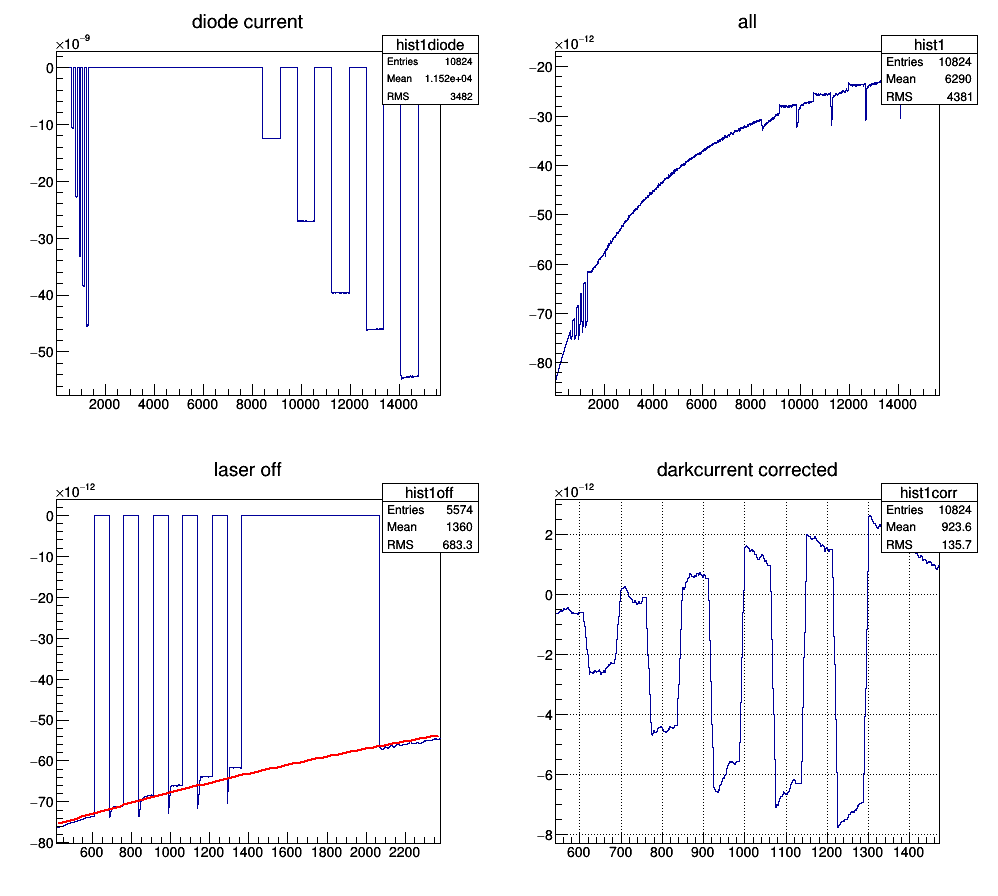 diode current
×10⁻⁹
hist1diode
Entries 10824
Mean 1.152e+04
RMS 3482
0
−10
−20
−30
−40
−50
2000 4000 6000 8000 10000 12000 14000
all
×10⁻¹²
hist1
Entries 10824
Mean 6290
RMS 4381
−20
−30
−40
−50
−60
−70
−80
2000 4000 6000 8000 10000 12000 14000
laser off
×10⁻¹²
hist1off
Entries 5574
Mean 1360
RMS 683.3
0
−10
−20
−30
−40
−50
−60
−70
−80
600 800 1000 1200 1400 1600 1800 2000 2200
darkcurrent corrected
×10⁻¹²
hist1corr
Entries 10824
Mean 923.6
RMS 135.7
2
0
−2
−4
−6
−8
600 700 800 900 1000 1100 1200 1300 1400